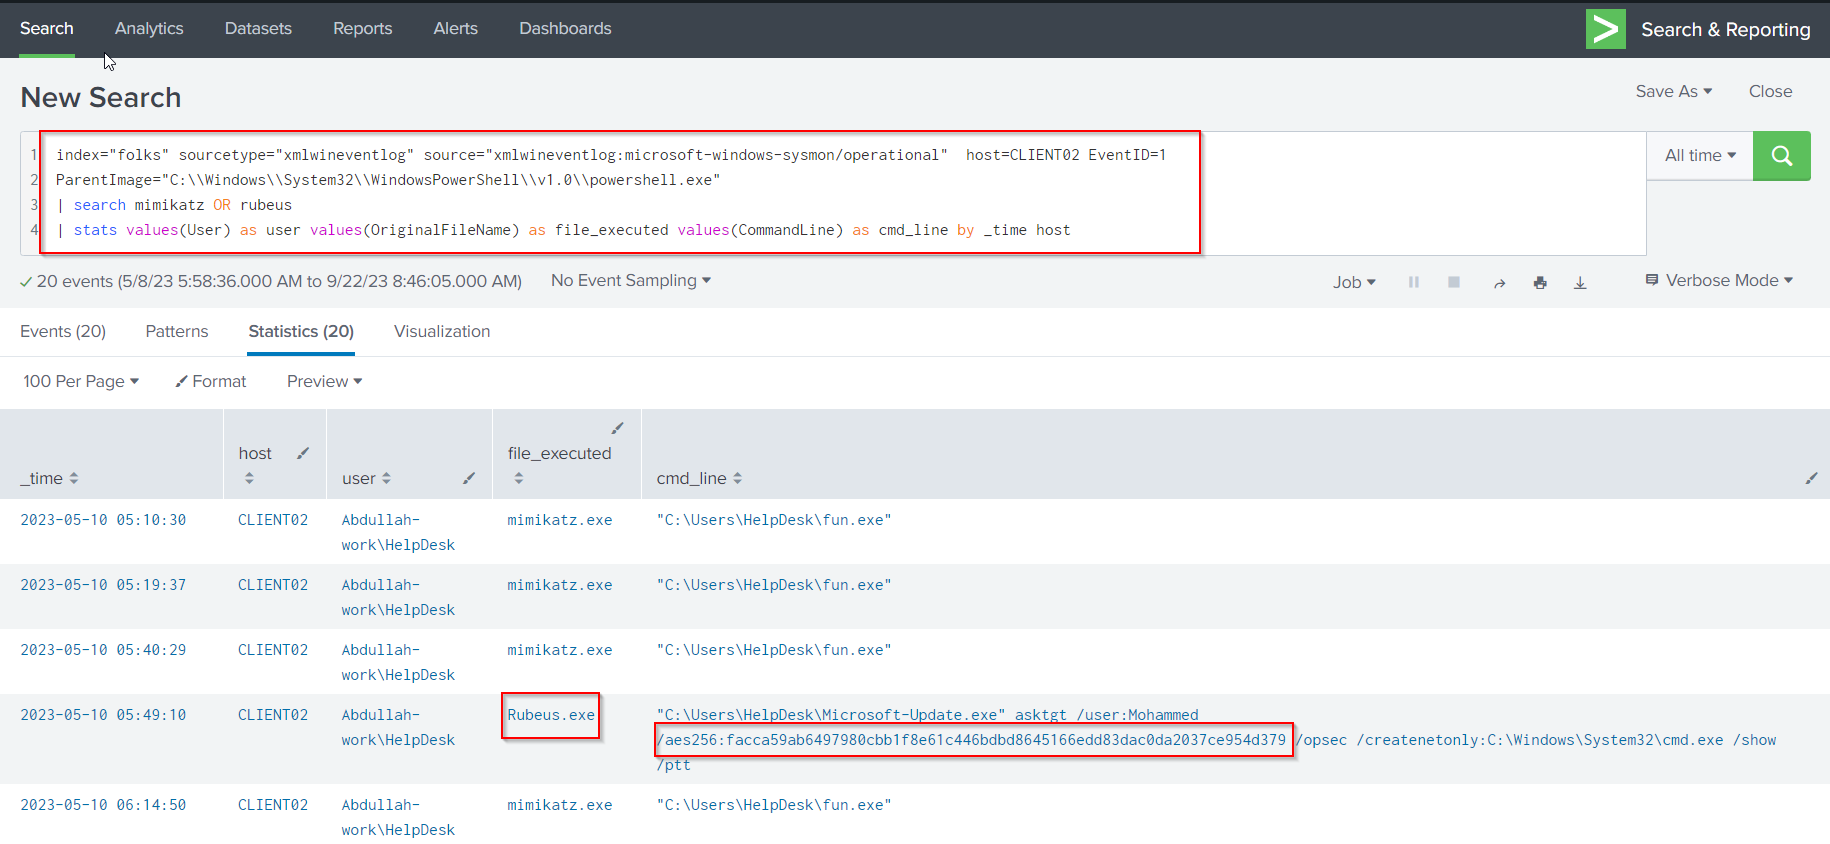 Search Analytics Datasets Reports Alerts Dashboards Search & Reporting
New Search
Save As Close
1 index="folks" sourcetype="xmlwineventlog" source="xmlwineventlog:microsoft-windows-sysmon/operational" host=CLIENT02 EventID=1
2 ParentImage="C:\\Windows\\System32\\WindowsPowerShell\\v1.0\\powershell.exe"
3 | search mimikatz OR rubeus
4 | stats values(User) as user values(OriginalFileName) as file_executed values(CommandLine) as cmd_line by _time host
All time
20 events (5/8/23 5:58:36.000 AM to 9/22/23 8:46:05.000 AM) No Event Sampling Job Verbose Mode
Events (20) Patterns Statistics (20) Visualization
100 Per Page Format Preview
_time host user file_executed cmd_line
2023-05-10 05:10:30 CLIENT02 Abdullah- mimikatz.exe "C:\Users\HelpDesk\fun.exe"
work\HelpDesk
2023-05-10 05:19:37 CLIENT02 Abdullah- mimikatz.exe "C:\Users\HelpDesk\fun.exe"
work\HelpDesk
2023-05-10 05:40:29 CLIENT02 Abdullah- mimikatz.exe "C:\Users\HelpDesk\fun.exe"
work\HelpDesk
2023-05-10 05:49:10 CLIENT02 Abdullah- Rubeus.exe "C:\Users\HelpDesk\Microsoft-Update.exe" asktgt /user:Mohammed
work\HelpDesk /aes256:facca59ab6497980cbb1f8e61c446bdbd8645166edd83dac0da2037ce954d379 /opsec /createnetonly:C:\Windows\System32\cmd.exe /show
/ptt
2023-05-10 06:14:50 CLIENT02 Abdullah- mimikatz.exe "C:\Users\HelpDesk\fun.exe"
work\HelpDesk